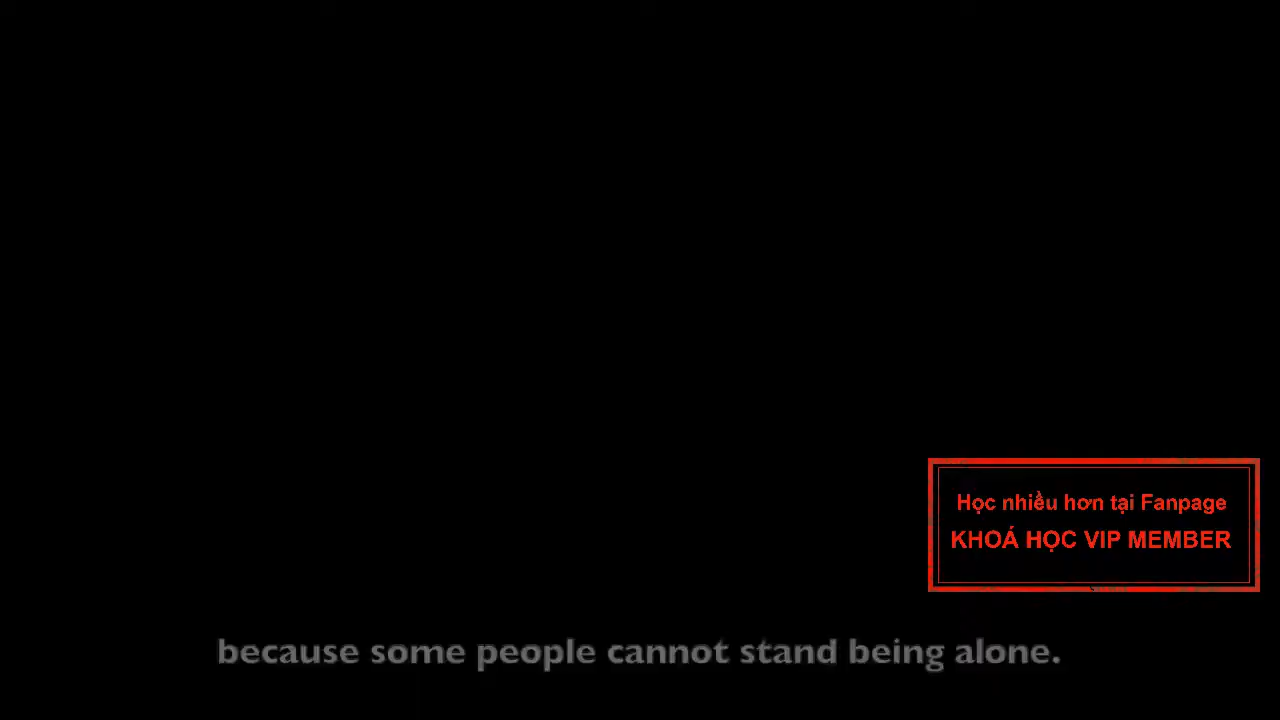 Học nhiều hơn tại Fanpage
KHOÁ HỌC VIP MEMBER
because some people cannot stand being alone.